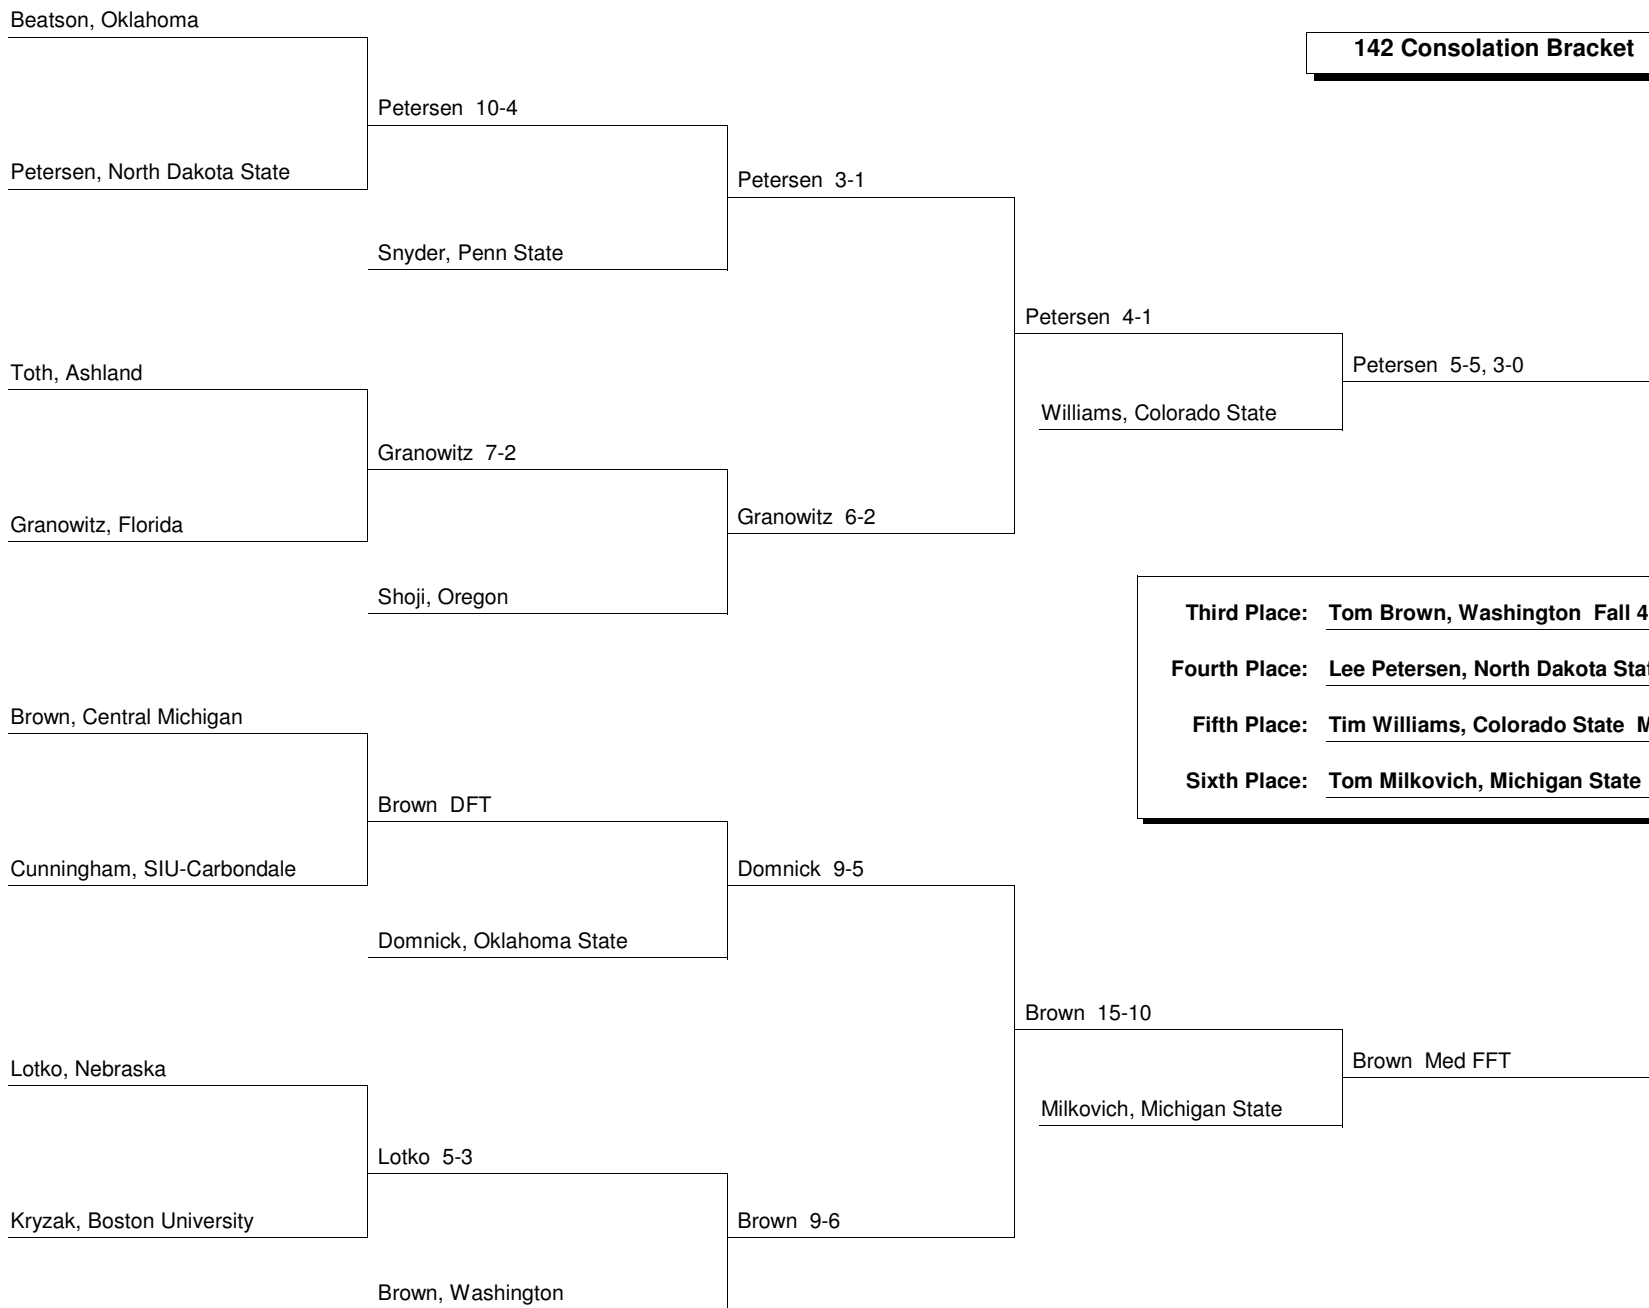 Beatson, Oklahoma
142 Consolation Bracket
Petersen 10-4
Petersen, North Dakota State
Petersen 3-1
Snyder, Penn State
Petersen 4-1
Toth, Ashland
Petersen 5-5, 3-0
Williams, Colorado State
Granowitz 7-2
Granowitz, Florida
Granowitz 6-2
Shoji, Oregon
Third Place: Tom Brown, Washington Fall 4
Fourth Place: Lee Petersen, North Dakota
Fifth Place: Tim Williams, Colorado State
Sixth Place: Tom Milkovich, Michigan State
Brown, Central Michigan
Brown DFT
Cunningham, SIU-Carbondale
Domnick 9-5
Domnick, Oklahoma State
Brown 15-10
Lotko, Nebraska
Brown Med FFT
Milkovich, Michigan State
Lotko 5-3
Kryzak, Boston University
Brown 9-6
Brown, Washington